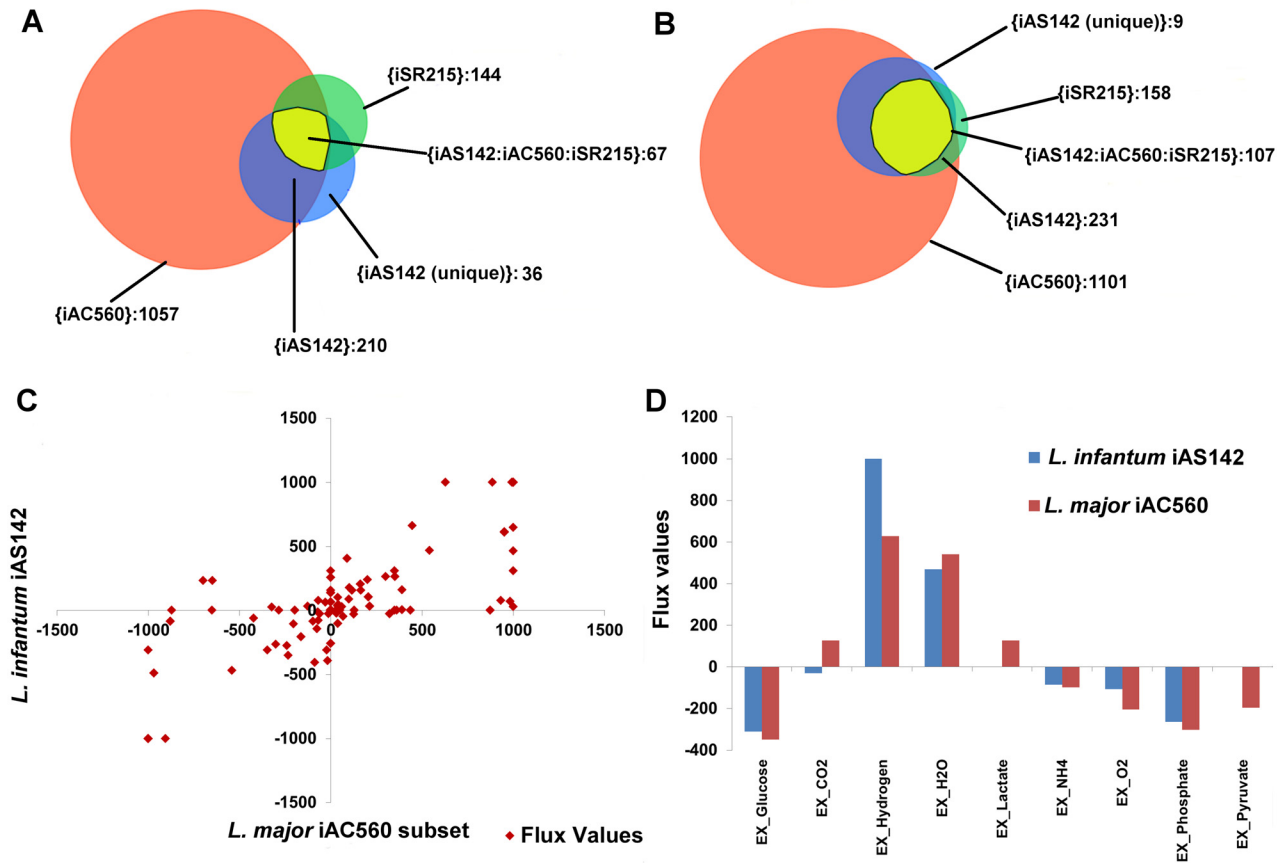 A
{iSR215}:144
{iAS142:iAC560:iSR215}:67
{iAS142 (unique)}: 36
{iAC560}:1057
{iAS142}:210
B
{iAS142 (unique)}:9
{iSR215}:158
{iAS142:iAC560:iSR215}:107
{iAS142}:231
{iAC560}:1101
C
1500
1000
500
0
-500
-1000
-1500
-1500
-1000
-500
0
500
1000
1500
L. infantum iAS142
L. major iAC560 subset
Flux Values
D
1200
1000
800
600
400
200
0
-200
-400
Flux values
L. infantum iAS142
L. major iAC560
EX_Glucose
EX_CO2
EX_Hydrogen
EX_H2O
EX_Lactate
EX_NH4
EX_O2
EX_Phosphate
EX_Pyruvate